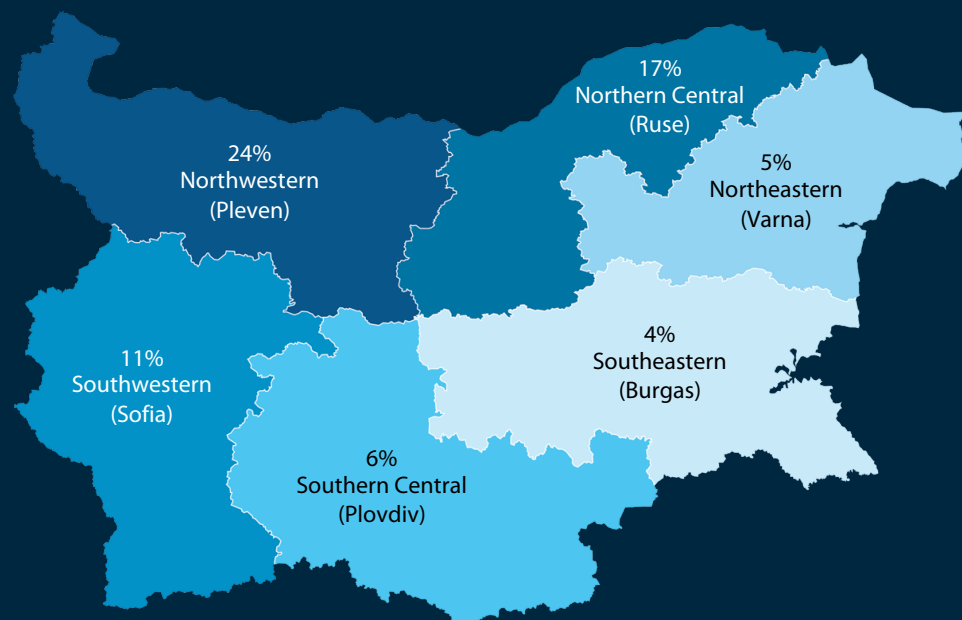 17%
Northern Central
(Ruse)
24%
Northwestern
(Pleven)
5%
Northeastern
(Varna)
11%
Southwestern
(Sofia)
4%
Southeastern
(Burgas)
6%
Southern Central
(Plovdiv)